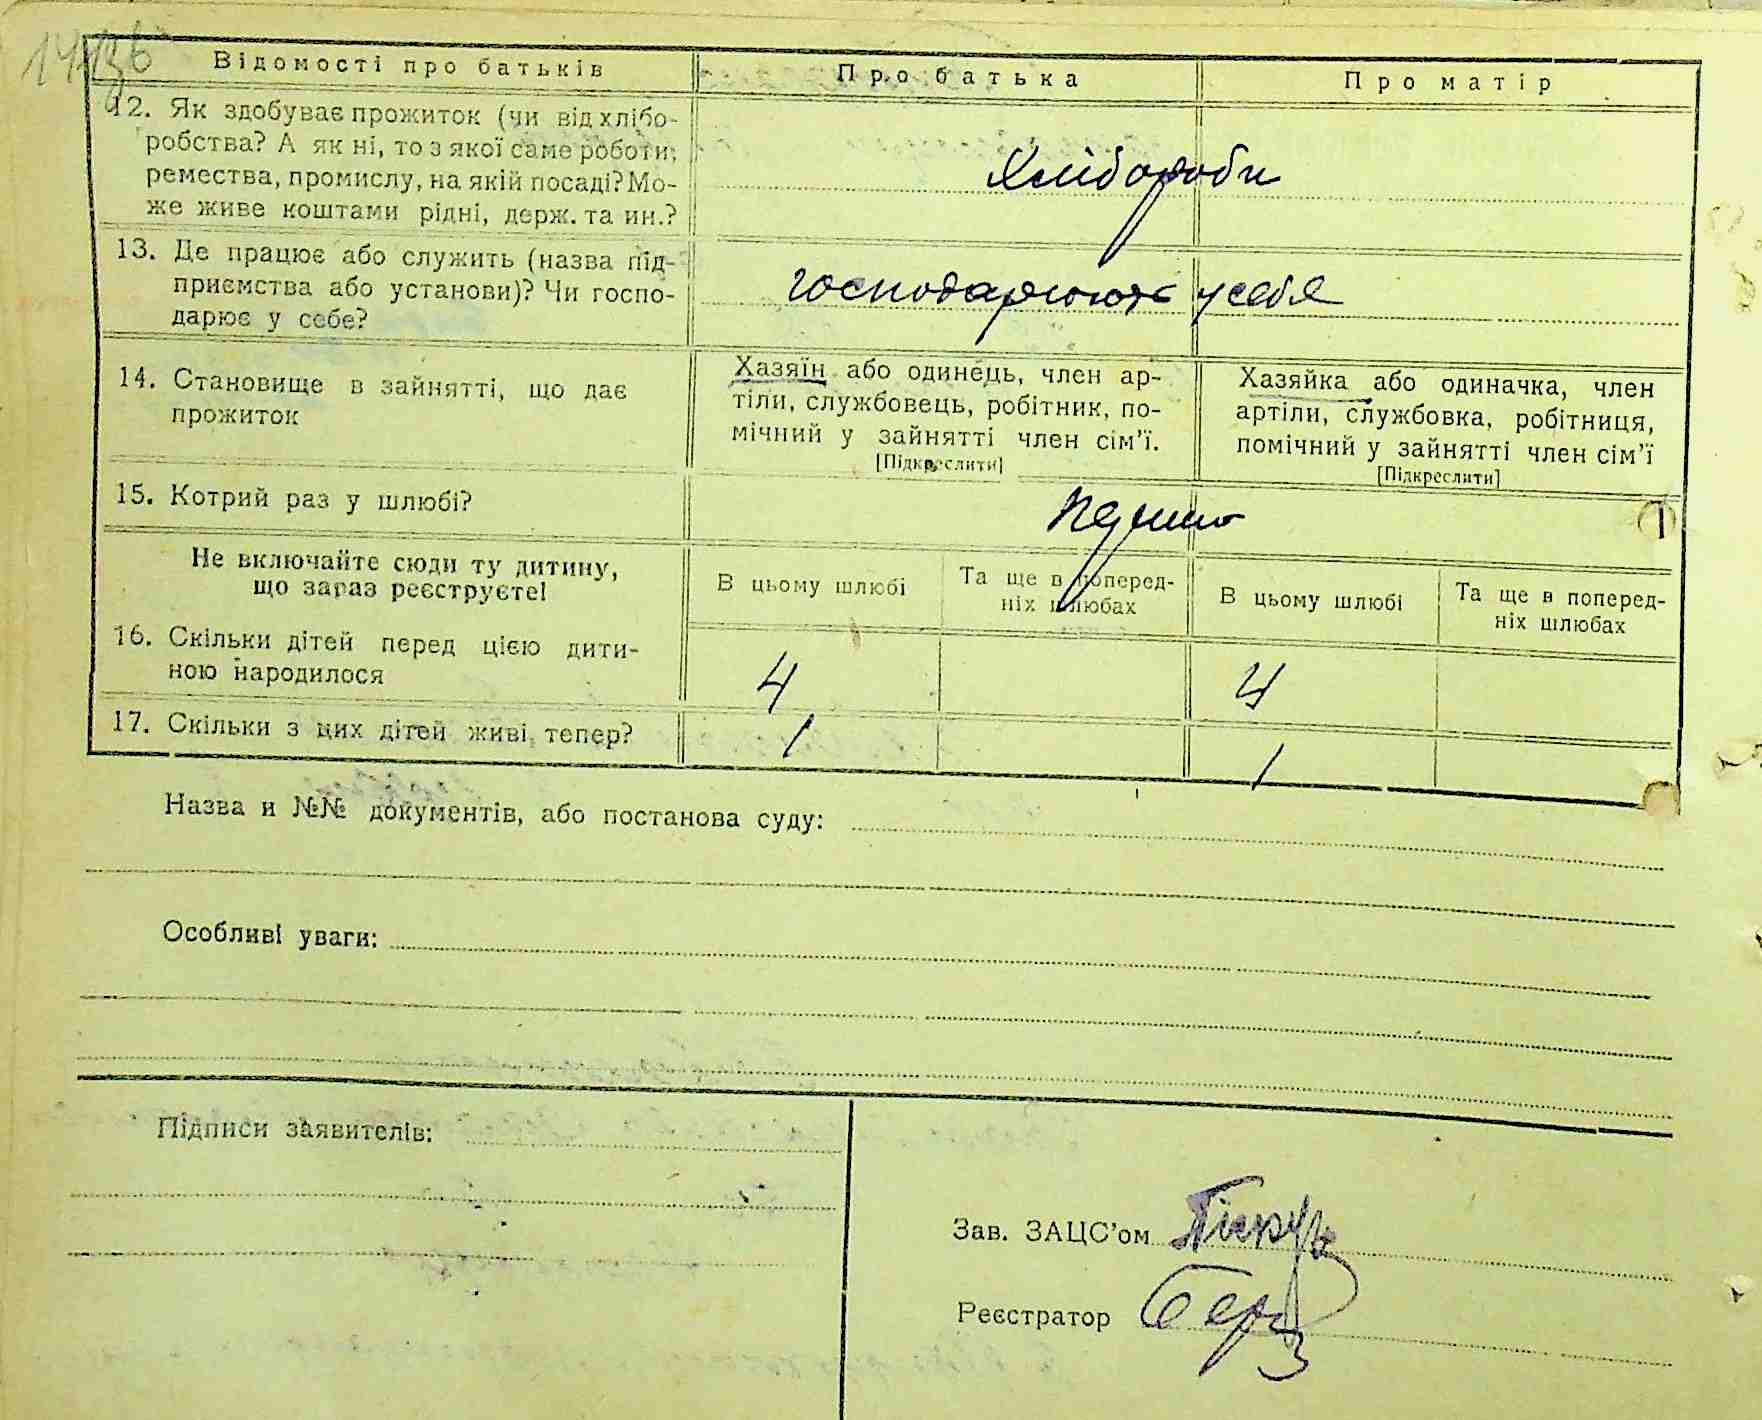 Відомості про батьків	Про батька	Про матір
12. Як здобуває прожиток (чи від хлібо-
робства? А як ні, то з якої саме роботи;
ремества, промислу, на якій посаді? Мо-
же живе коштами рідні, держ. та ин.?
Хлібороби
13. Де працює або служить (назва під-
приємства або установи)? Чи госпо-
дарює у себе?
господарюють у себя
14. Становище в зайнятті, що дає
прожиток
Хазяїн або одинець, член ар-
тіли, службовець, робітник, по-
мічний у зайнятті член сім'ї.
[Підкреслити]
Хазяйка або одиначка, член
артіли, службовка, робітниця,
помічний у зайнятті член сім'ї
[Підкреслити]
15. Котрий раз у шлюбі?
Не включайте сюди ту дитину,
що зараз реєструєте!
В цьому шлюбі
Та ще в поперед-
ніх шлюбах
В цьому шлюбі
Та ще в поперед-
ніх шлюбах
16. Скільки дітей перед цією дити-
ною народилося
4	4
17. Скільки з цих дітей живі тепер?
1	1
Назва и №№ документів, або постанова суду:
Особливі уваги:
Підписи заявителів:
Зав. ЗАЦС'ом
Реєстратор